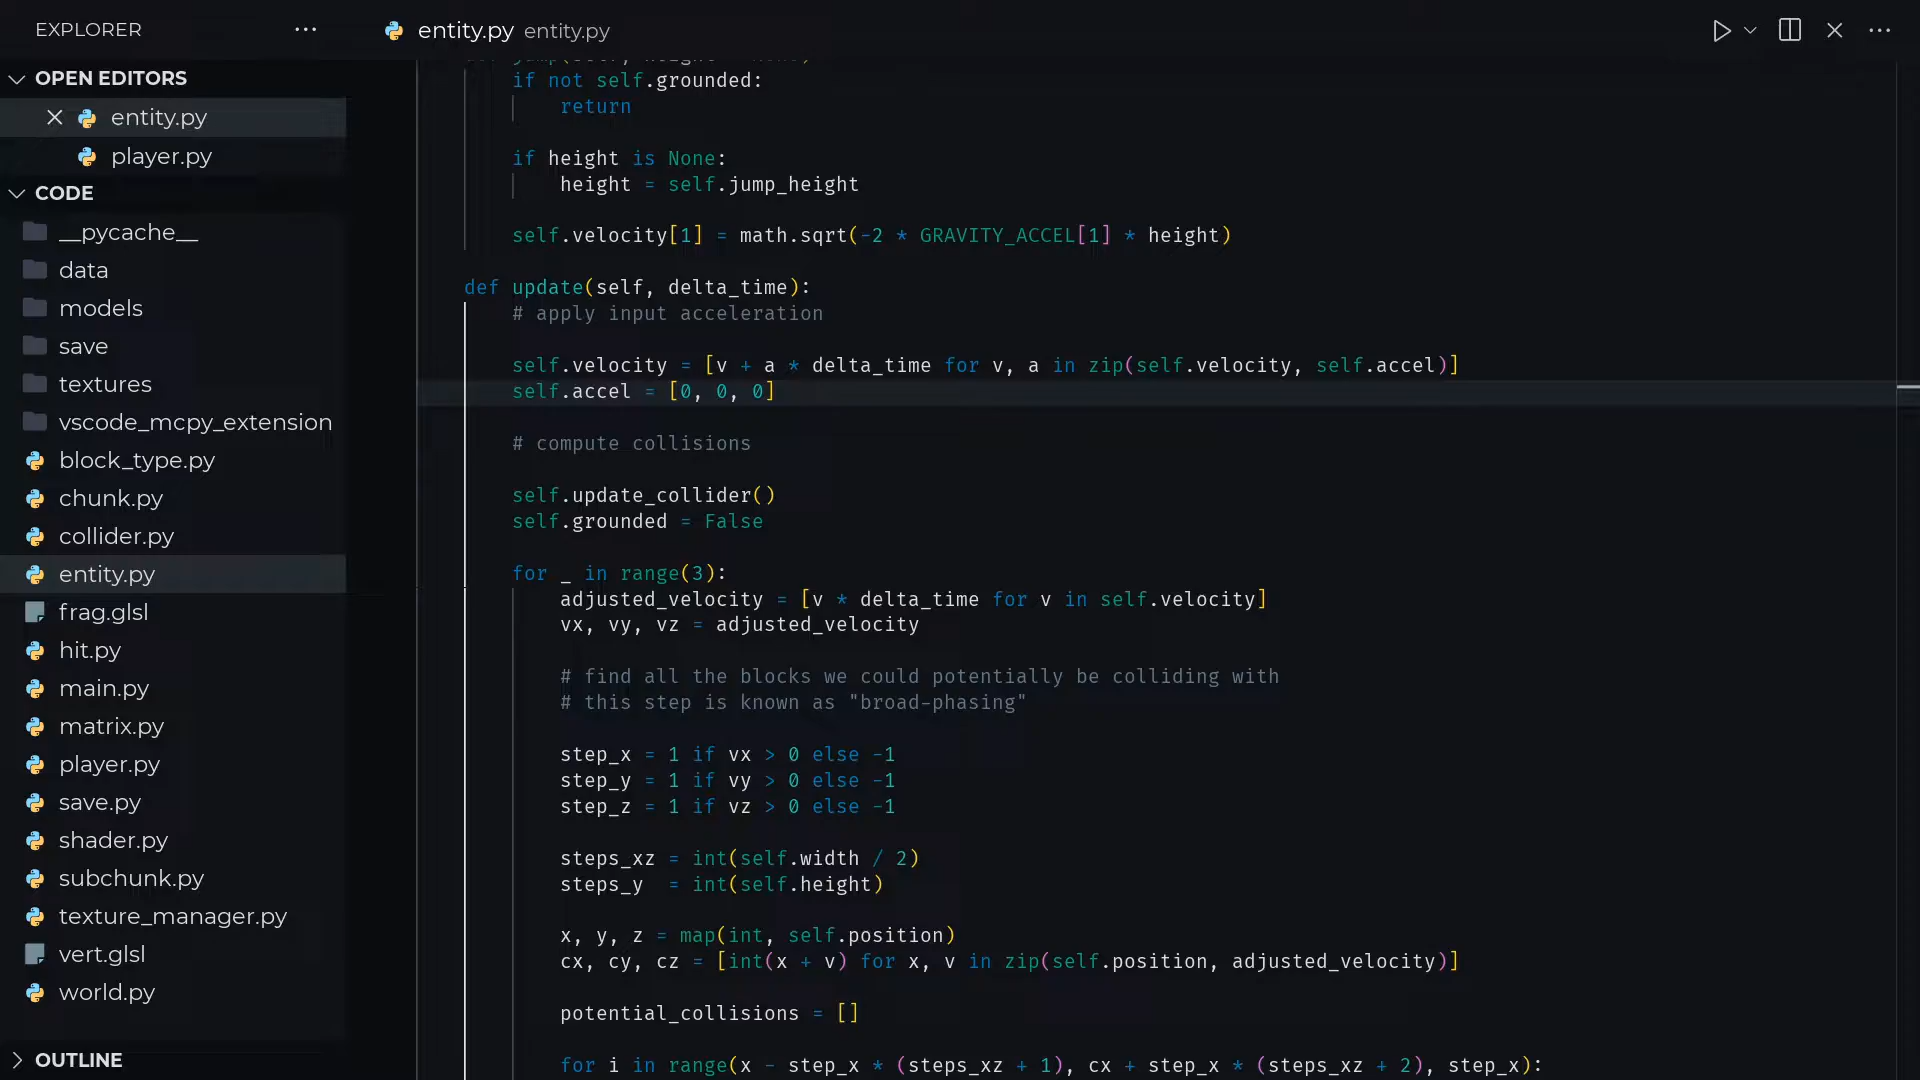 EXPLORER
OPEN EDITORS
entity.py
player.py
CODE
__pycache__
data
models
save
textures
vscode_mcpy_extension
block_type.py
chunk.py
collider.py
entity.py
frag.glsl
hit.py
main.py
matrix.py
player.py
save.py
shader.py
subchunk.py
texture_manager.py
vert.glsl
world.py
OUTLINE
entity.py entity.py
if not self.grounded:
return
if height is None:
height = self.jump_height
self.velocity[1] = math.sqrt(-2 * GRAVITY_ACCEL[1] * height)
def update(self, delta_time):
# apply input acceleration
self.velocity = [v + a * delta_time for v, a in zip(self.velocity, self.accel)]
self.accel = [0, 0, 0]
# compute collisions
self.update_collider()
self.grounded = False
for _ in range(3):
adjusted_velocity = [v * delta_time for v in self.velocity]
vx, vy, vz = adjusted_velocity
# find all the blocks we could potentially be colliding with
# this step is known as "broad-phasing"
step_x = 1 if vx > 0 else -1
step_y = 1 if vy > 0 else -1
step_z = 1 if vz > 0 else -1
steps_xz = int(self.width / 2)
steps_y  = int(self.height)
x, y, z = map(int, self.position)
cx, cy, cz = [int(x + v) for x, v in zip(self.position, adjusted_velocity)]
potential_collisions = []
for i in range(x - step_x * (steps_xz + 1), cx + step_x * (steps_xz + 2), step_x):